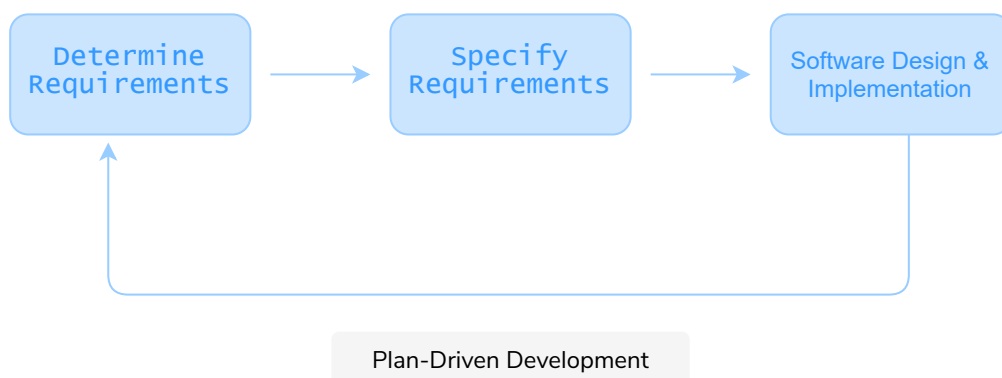 Determine
Requirements
Specify
Requirements
Software Design &
Implementation
Plan-Driven Development